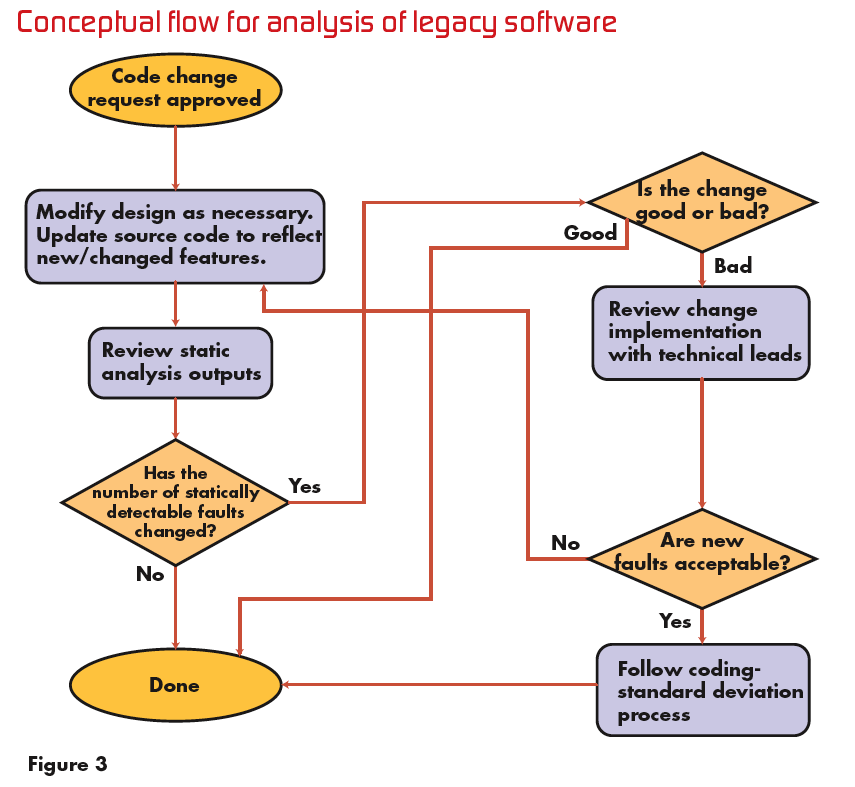 Conceptual flow for analysis of legacy software
Code change
request approved
Modify design as necessary.
Update source code to reflect
new/changed features.
Review static
analysis outputs
Has the
number of statically
detectable faults
changed?
Yes
No
Done
Is the change
good or bad?
Good
Bad
Review change
implementation
with technical leads
Are new
faults acceptable?
No
Yes
Follow coding-
standard deviation
process
Figure 3